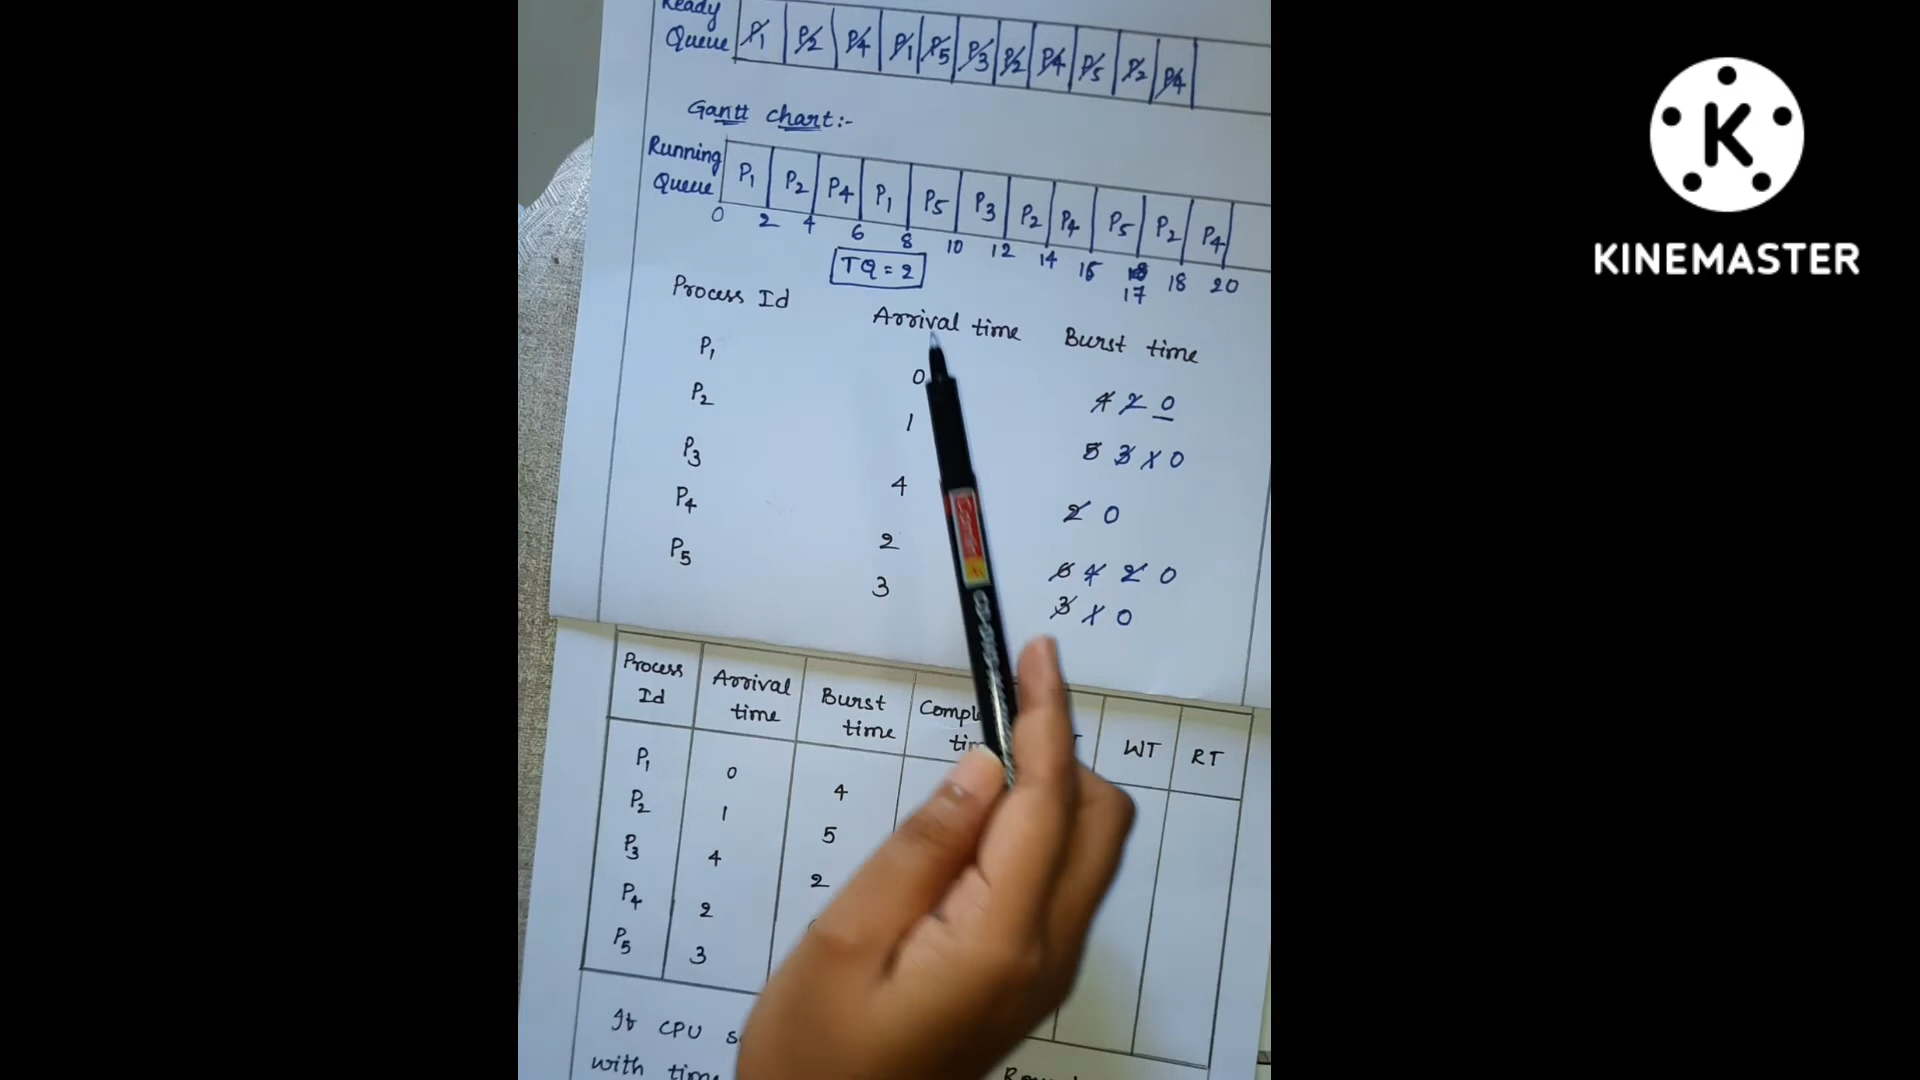 Ready
Queue P1 P2 P4 P1 P5 P3 P2 P4 P5 P2 P4
Gantt chart:-
Running
Queue P1 P2 P4 P1 P5 P3 P2 P4 P5 P2 P4
0 2 4 6 8 10 12 14 16 17 18 20
TQ = 2
Process Id Arrival time Burst time
P1 0 4 2 0
P2 1 5 3 1 0
P3 4 2 0
P4 2 6 4 2 0
P5 3 3 1 0
Process Id Arrival time Burst time WT RT
P1 0 4
P2 1 5
P3 4 2
P4 2
P5 3
If CPU
with
K
KINEMASTER